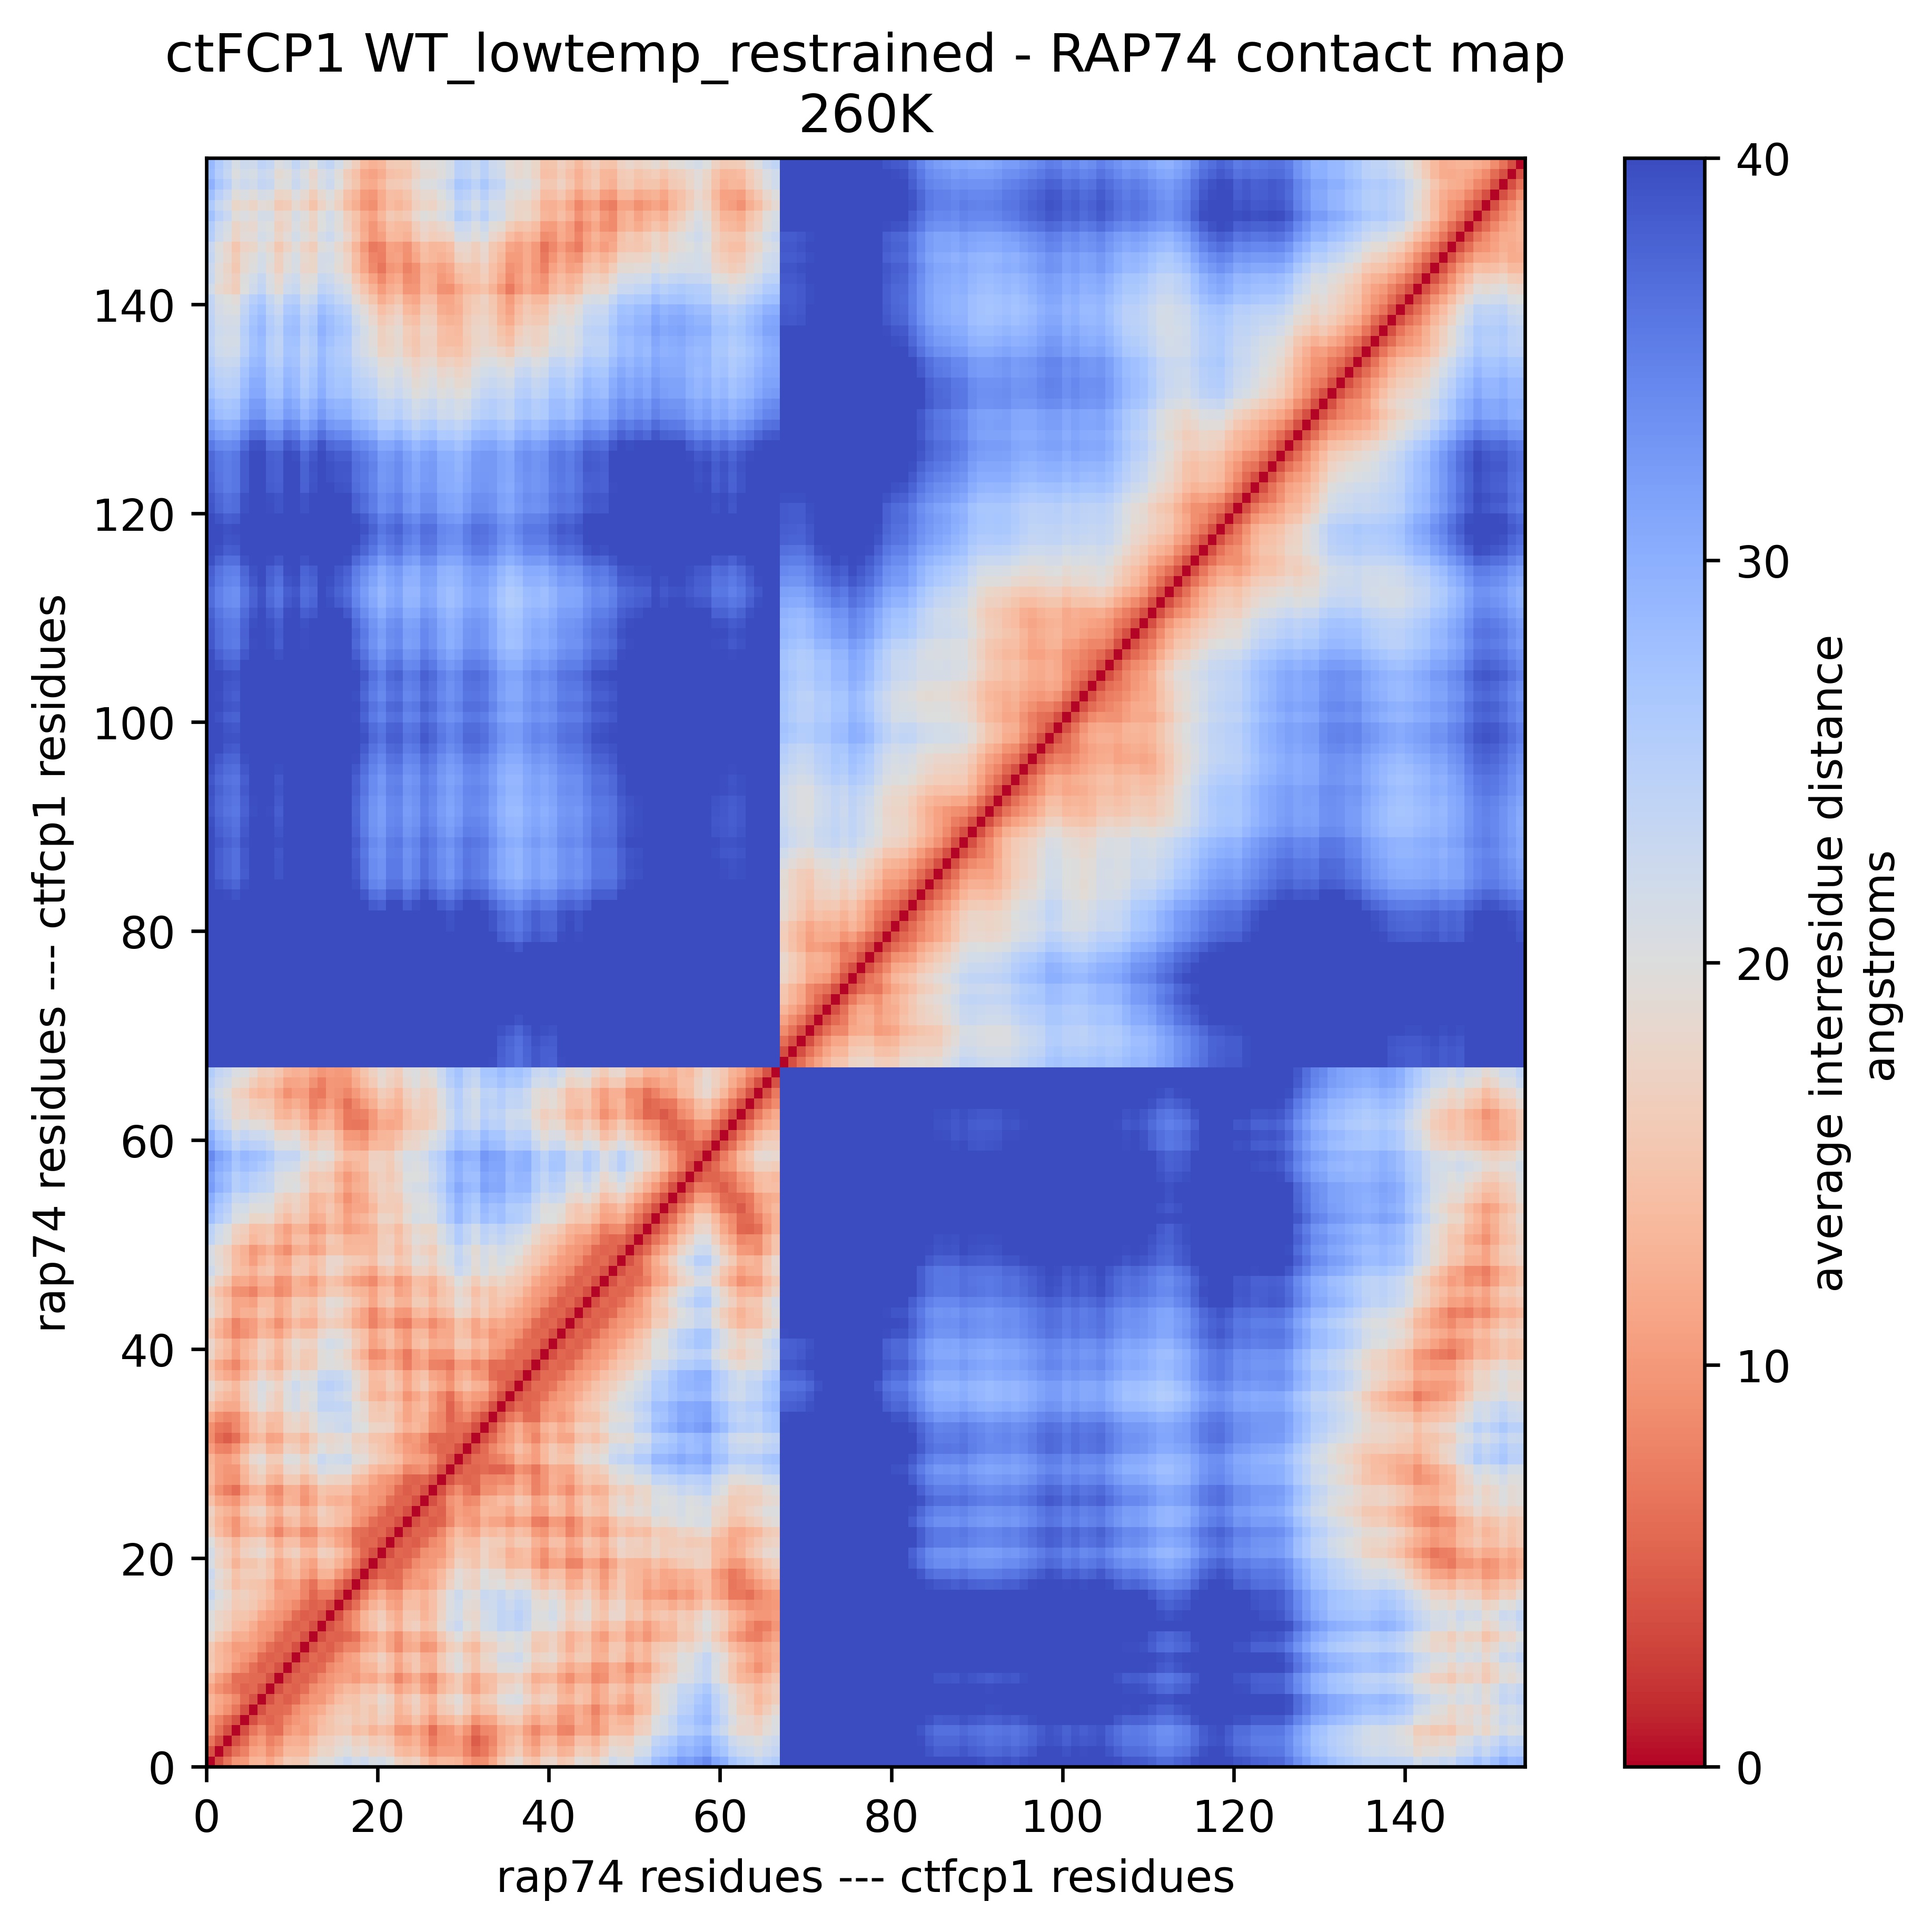 ctFCP1 WT_lowtemp_restrained - RAP74 contact map
260K
140
120
100
80
60
40
20
0
0 20 40 60 80 100 120 140
rap74 residues --- ctfcp1 residues
rap74 residues --- ctfcp1 residues
40
30
20
10
0
average interresidue distance
angstroms